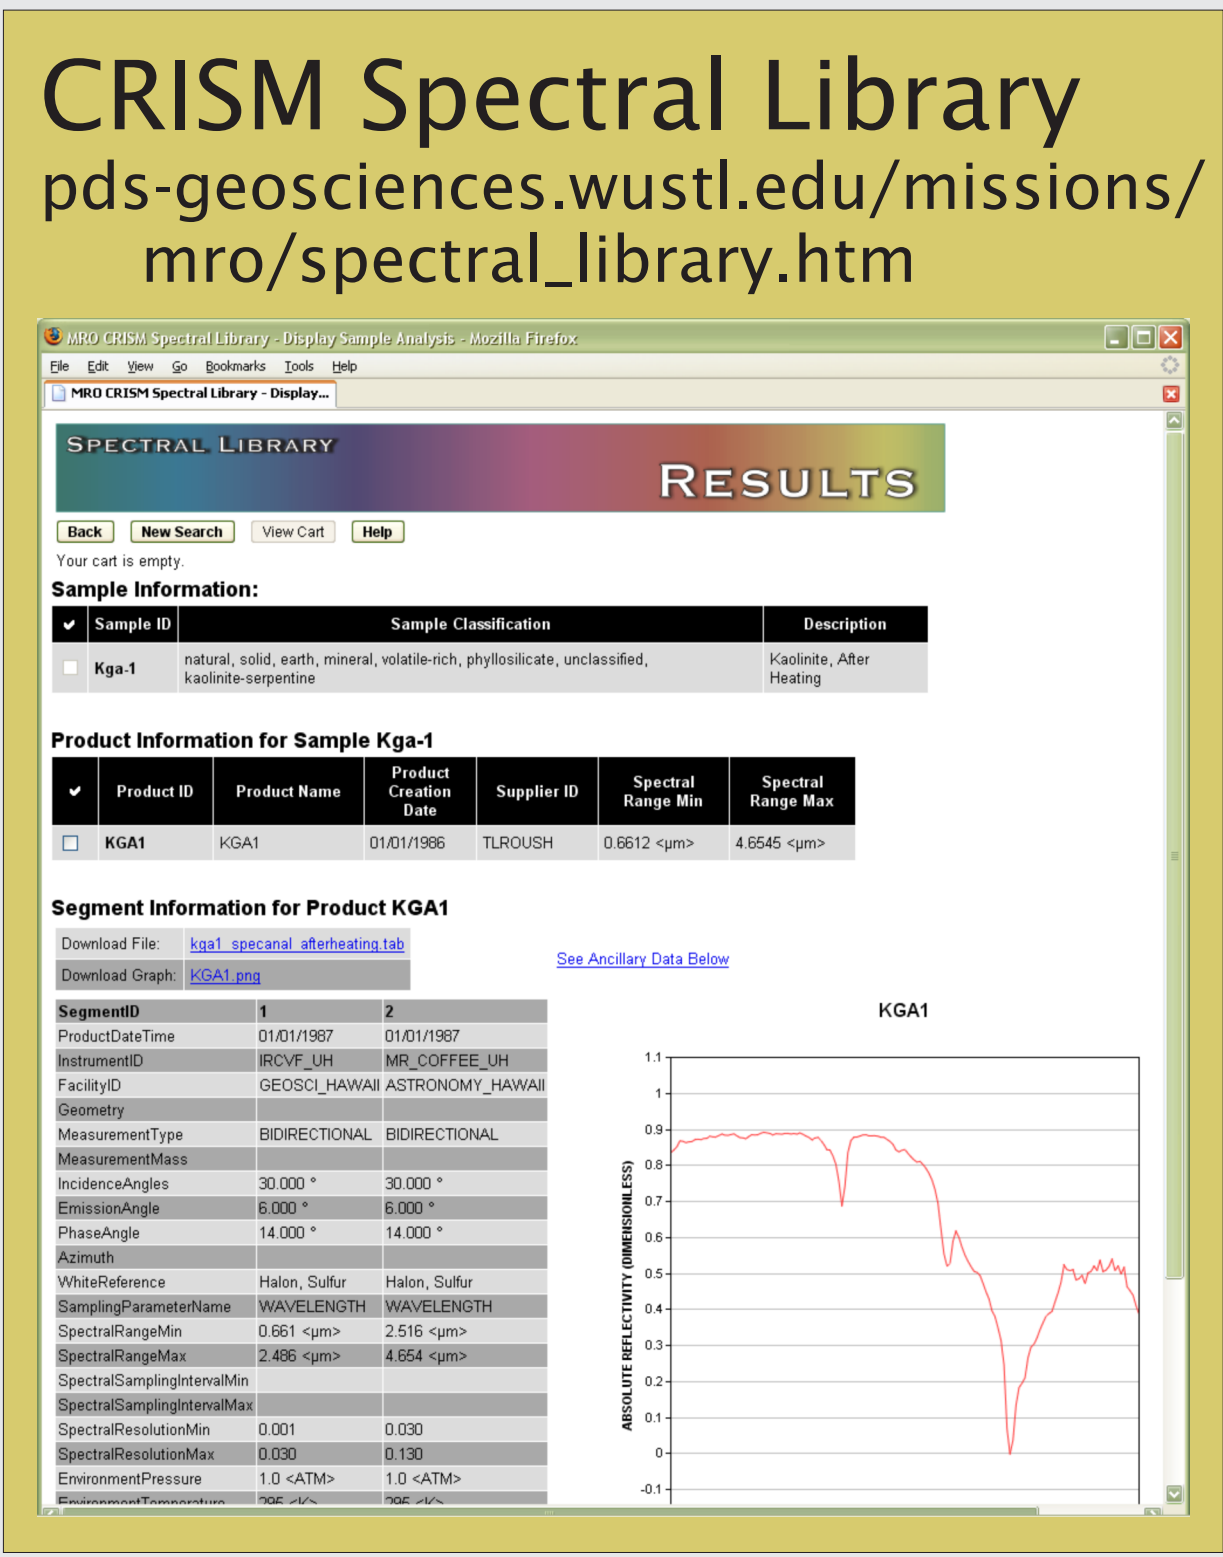 CRISM Spectral Library
pds-geosciences.wustl.edu/missions/
mro/spectral_library.htm
MRO CRISM Spectral Library - Display Sample Analysis - Mozilla Firefox
File Edit View Go Bookmarks Tools Help
MRO CRISM Spectral Library - Display...
SPECTRAL LIBRARY
RESULTS
Back New Search View Cart Help
Your cart is empty.
Sample Information:
Sample ID Sample Classification Description
Kga-1 natural, solid, earth, mineral, volatile-rich, phyllosilicate, unclassified, Kaolinite, After
kaolinite-serpentine Heating
Product Information for Sample Kga-1
Product ID Product Name Product Creation Date Supplier ID Spectral Range Min Spectral Range Max
KGA1 KGA1 01/01/1986 TLROUSH 0.6612 <µm> 4.6545 <µm>
Segment Information for Product KGA1
Download File: kga1_specanal_afterheating.tab
See Ancillary Data Below
Download Graph: KGA1.png
SegmentID 1 2
ProductDateTime 01/01/1987 01/01/1987
InstrumentID IRCVF_UH MR_COFFEE_UH
FacilityID GEOSCI_HAWAII ASTRONOMY_HAWAII
Geometry
MeasurementType BIDIRECTIONAL BIDIRECTIONAL
MeasurementMass
IncidenceAngles 30.000 ° 30.000 °
EmissionAngle 6.000 ° 6.000 °
PhaseAngle 14.000 ° 14.000 °
Azimuth
WhiteReference Halon, Sulfur Halon, Sulfur
SamplingParameterName WAVELENGTH WAVELENGTH
SpectralRangeMin 0.661 <µm> 2.516 <µm>
SpectralRangeMax 2.486 <µm> 4.654 <µm>
SpectralSamplingIntervalMin
SpectralSamplingIntervalMax
SpectralResolutionMin 0.001 0.030
SpectralResolutionMax 0.030 0.130
EnvironmentPressure 1.0 <ATM> 1.0 <ATM>
EnvironmentTemperature 295 <K> 295 <K>
KGA1
ABSOLUTE REFLECTIVITY (DIMENSIONLESS)
1.1
1
0.9
0.8
0.7
0.6
0.5
0.4
0.3
0.2
0.1
0
-0.1